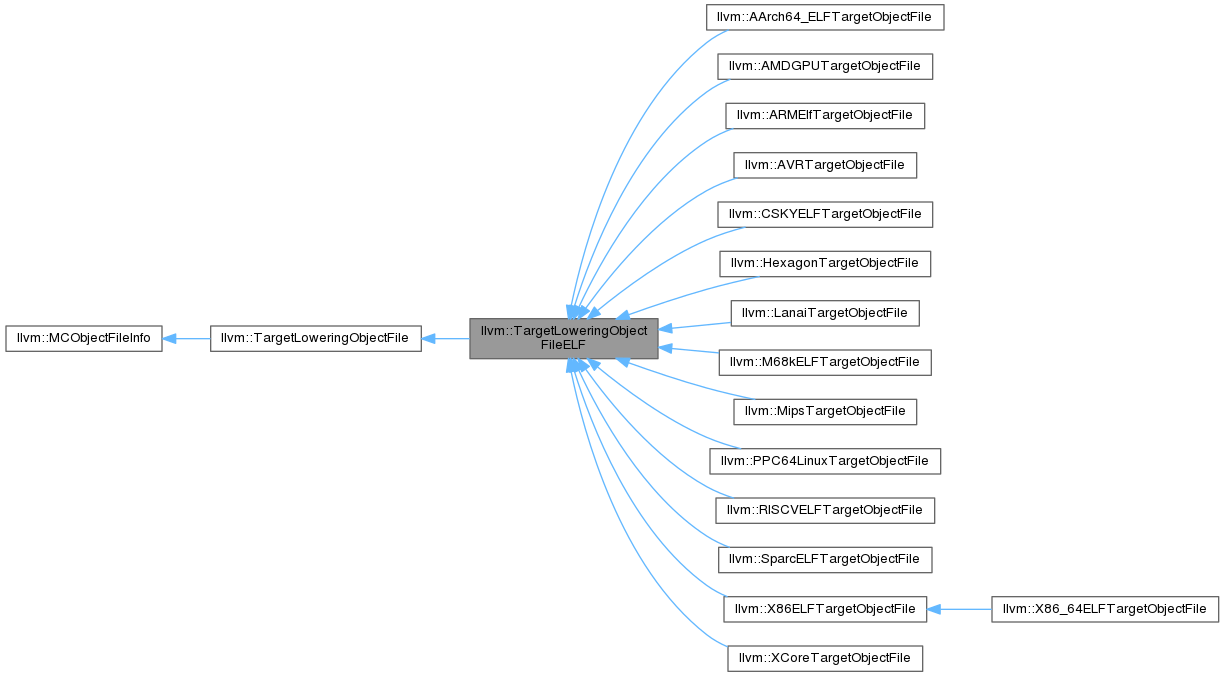 llvm::AArch64_ELFTargetObjectFile
llvm::AMDGPUTargetObjectFile
llvm::ARMElfTargetObjectFile
llvm::AVRTargetObjectFile
llvm::CSKYELFTargetObjectFile
llvm::HexagonTargetObjectFile
llvm::LanaiTargetObjectFile
llvm::MCObjectFileInfo
llvm::TargetLoweringObjectFile
llvm::TargetLoweringObject
FileELF
llvm::M68kELFTargetObjectFile
llvm::MipsTargetObjectFile
llvm::PPC64LinuxTargetObjectFile
llvm::RISCVELFTargetObjectFile
llvm::SparcELFTargetObjectFile
llvm::X86ELFTargetObjectFile
llvm::X86_64ELFTargetObjectFile
llvm::XCoreTargetObjectFile